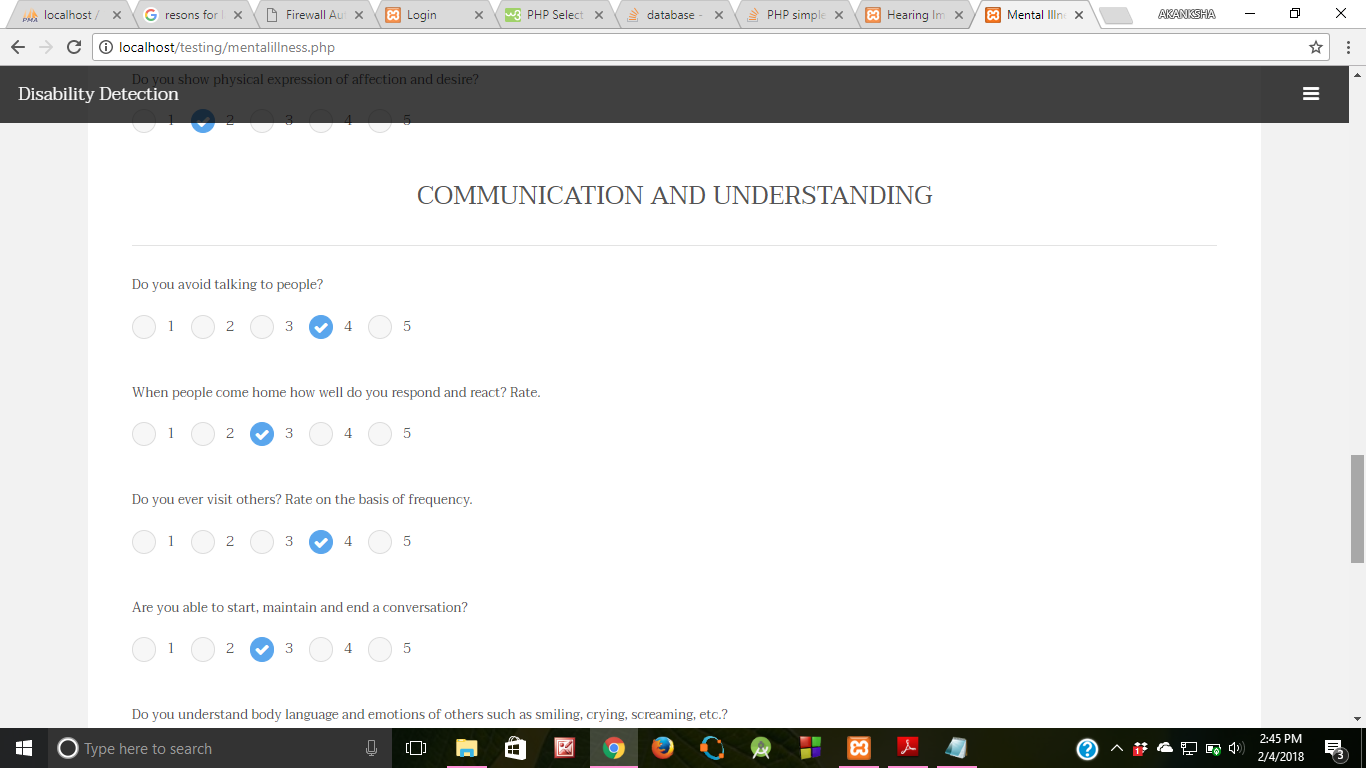 localhost /
resons for
Firewall Au
Login
PHP Select
database -
PHP simple
Hearing Im
Mental Illn
AKANKSHA
localhost/testing/mentalillness.php
Do you show physical expression of affection and desire?
Disability Detection
1 2 3 4 5
COMMUNICATION AND UNDERSTANDING
Do you avoid talking to people?
1 2 3 4 5
When people come home how well do you respond and react? Rate.
1 2 3 4 5
Do you ever visit others? Rate on the basis of frequency.
1 2 3 4 5
Are you able to start, maintain and end a conversation?
1 2 3 4 5
Do you understand body language and emotions of others such as smiling, crying, screaming, etc.?
Type here to search
2:45 PM
2/4/2018
3